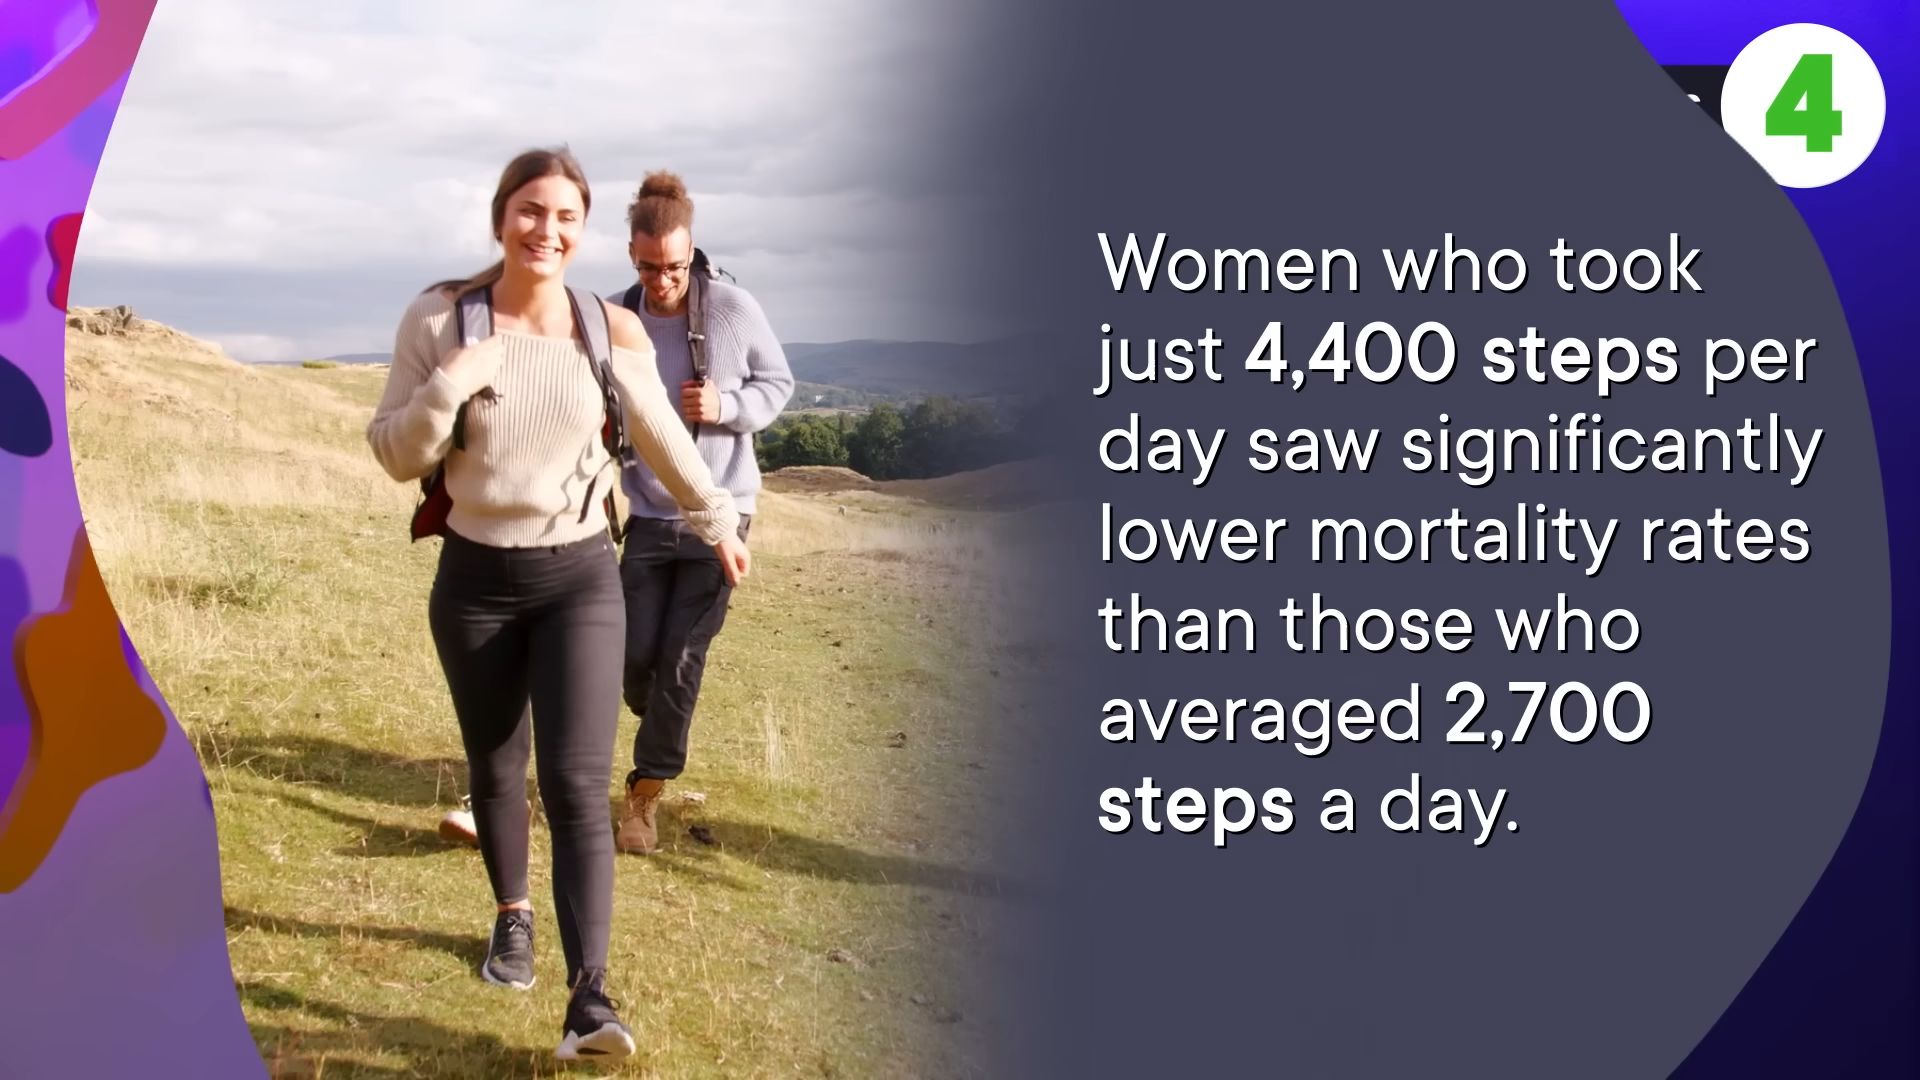 4
Women who took
just 4,400 steps per
day saw significantly
lower mortality rates
than those who
averaged 2,700
steps a day.